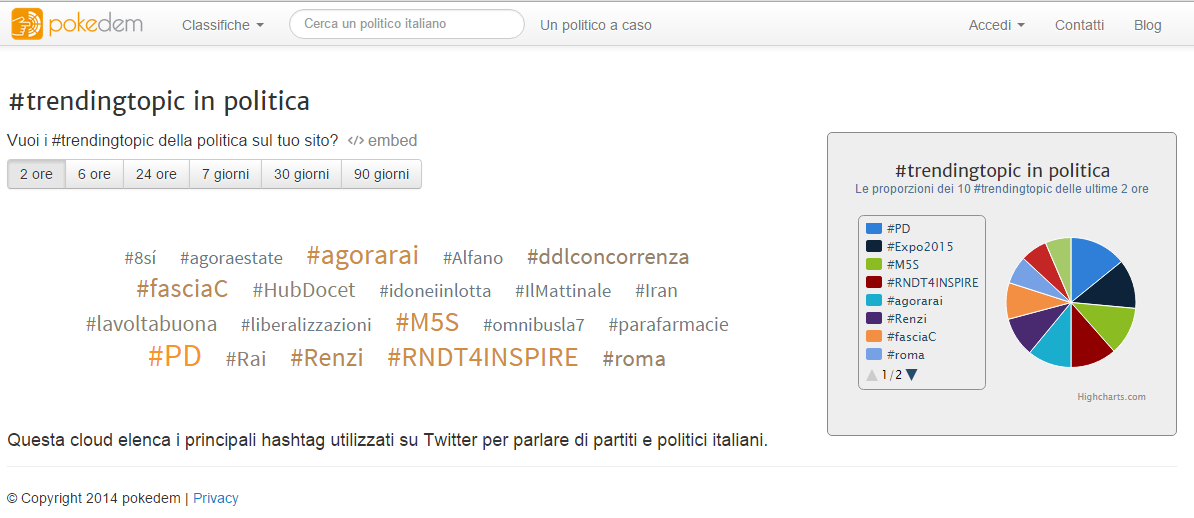 pokedem Classifiche Cerca un politico italiano Un politico a caso Accedi Contatti Blog
#trendingtopic in politica
Vuoi i #trendingtopic della politica sul tuo sito? </> embed
2 ore 6 ore 24 ore 7 giorni 30 giorni 90 giorni
#8sí #agoraestate #agorarai #Alfano #ddlconcorrenza
#fasciaC #HubDocet #idoneiinlotta #IlMattinale #Iran
#lavoltabuona #liberalizzazioni #M5S #omnibusla7 #parafarmacie
#PD #Rai #Renzi #RNDT4INSPIRE #roma
#trendingtopic in politica
Le proporzioni dei 10 #trendingtopic delle ultime 2 ore
#PD
#Expo2015
#M5S
#RNDT4INSPIRE
#agorarai
#Renzi
#fasciaC
#roma
1/2
Highcharts.com
Questa cloud elenca i principali hashtag utilizzati su Twitter per parlare di partiti e politici italiani.
© Copyright 2014 pokedem | Privacy